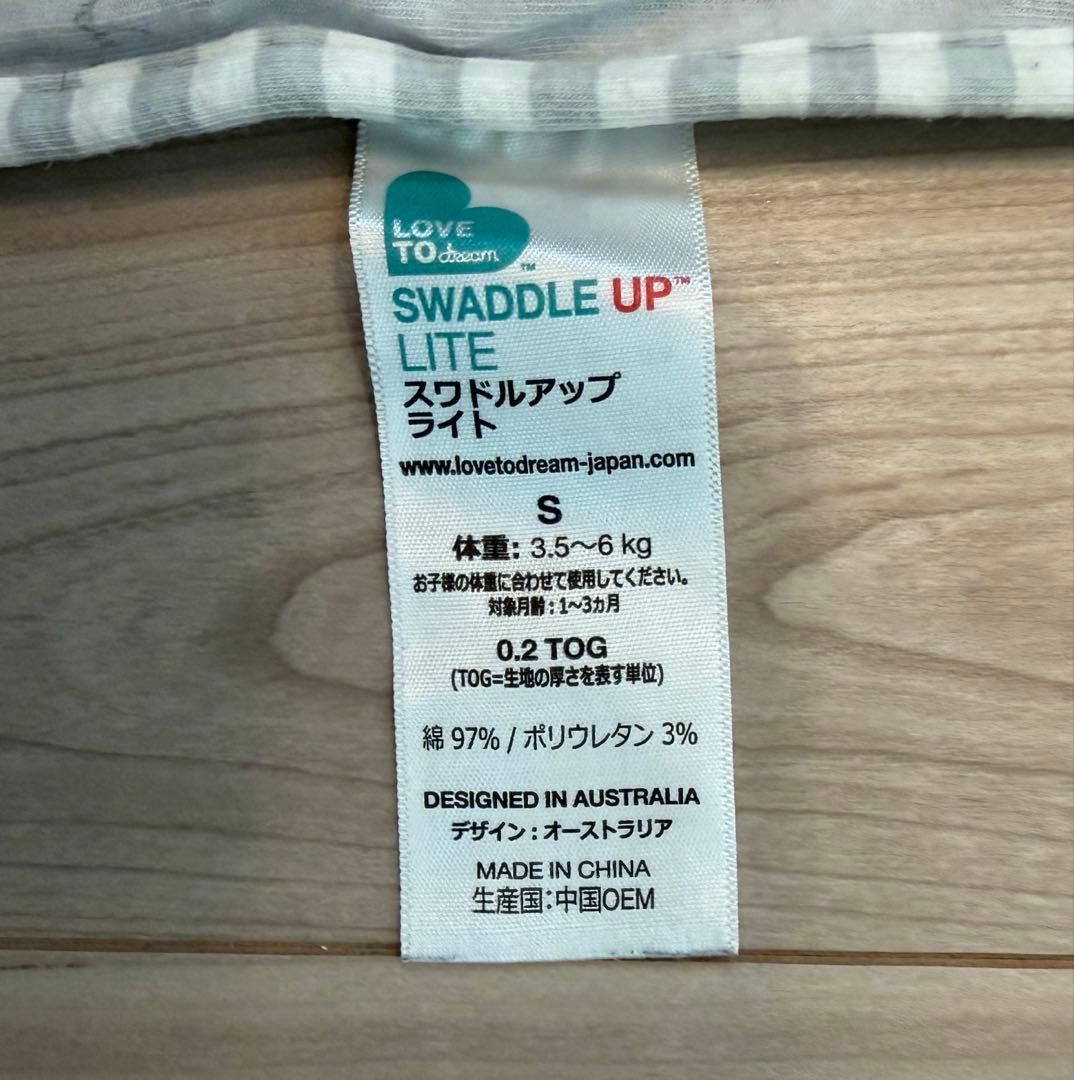 LOVE
TO dream ™
SWADDLE UP™
LITE
スワドルアップ
ライト
www.lovetodream-japan.com
S
体重: 3.5〜6 kg
お子様の体重に合わせて使用してください。
対象月齢：1〜3カ月
0.2 TOG
(TOG=生地の厚さを表す単位)
綿 97% / ポリウレタン 3%
DESIGNED IN AUSTRALIA
デザイン：オーストラリア
MADE IN CHINA
生産国：中国OEM